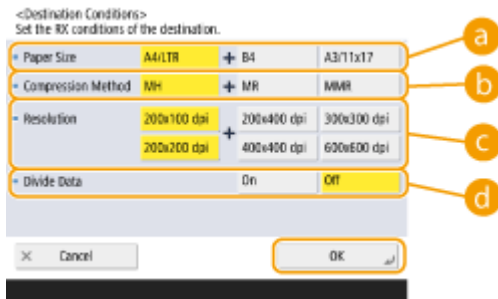 <Destination Conditions>
Set the RX conditions of the destination.
Paper Size A4/LTR + B4 A3/11x17 a
Compression Method MH + MR MMR b
Resolution 200x100 dpi + 200x400 dpi 300x300 dpi c
200x200 dpi 400x400 dpi 600x600 dpi
Divide Data On Off d
× Cancel OK